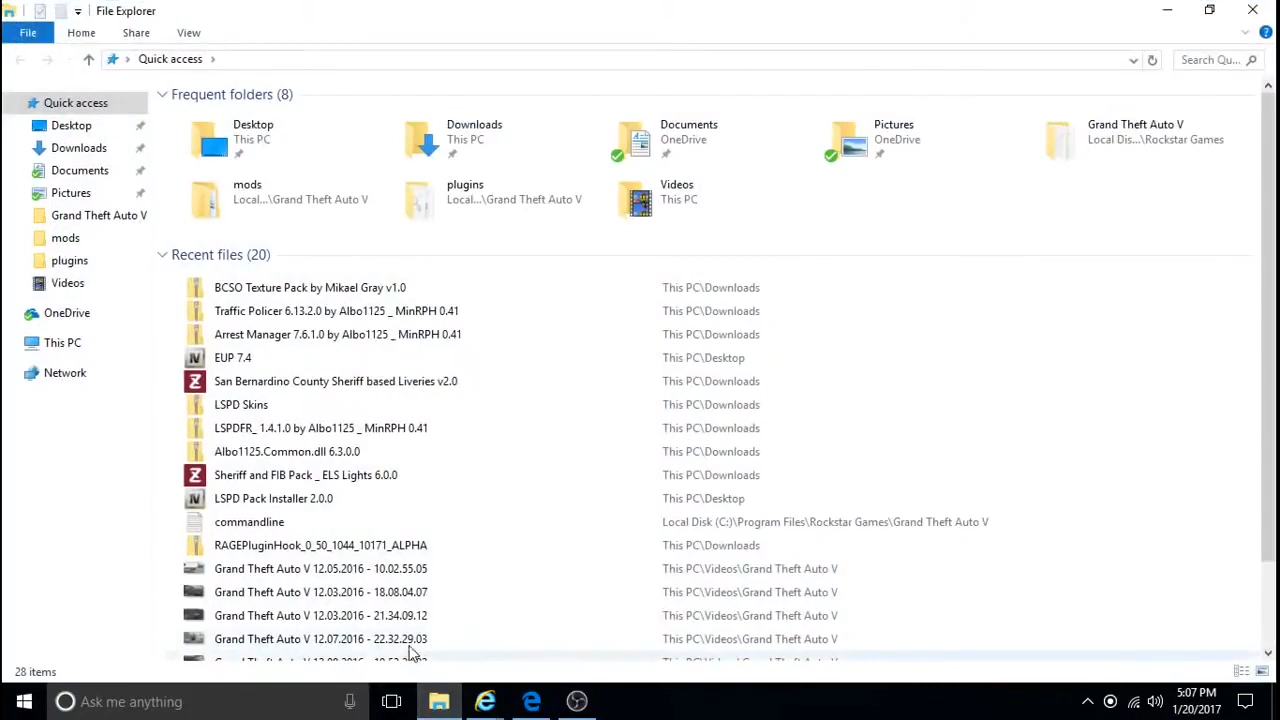 File Explorer
File Home Share View
Quick access
Search Qu...
Quick access
Desktop
Downloads
Documents
Pictures
Grand Theft Auto V
mods
plugins
Videos
OneDrive
This PC
Network
Frequent folders (8)
Desktop
This PC
Downloads
This PC
Documents
OneDrive
Pictures
OneDrive
Grand Theft Auto V
Local Dis...\Rockstar Games
mods
Local...\Grand Theft Auto V
plugins
Local...\Grand Theft Auto V
Videos
This PC
Recent files (20)
BCSO Texture Pack by Mikael Gray v1.0 This PC\Downloads
Traffic Policer 6.13.2.0 by Albo1125 _ MinRPH 0.41 This PC\Downloads
Arrest Manager 7.6.1.0 by Albo1125 _ MinRPH 0.41 This PC\Downloads
EUP 7.4 This PC\Desktop
San Bernardino County Sheriff based Liveries v2.0 This PC\Downloads
LSPD Skins This PC\Downloads
LSPDFR_ 1.4.1.0 by Albo1125 _ MinRPH 0.41 This PC\Downloads
Albo1125.Common.dll 6.3.0.0 This PC\Downloads
Sheriff and FIB Pack _ ELS Lights 6.0.0 This PC\Downloads
LSPD Pack Installer 2.0.0 This PC\Desktop
commandline Local Disk (C:)\Program Files\Rockstar Games\Grand Theft Auto V
RAGEPluginHook_0_50_1044_10171_ALPHA This PC\Downloads
Grand Theft Auto V 12.05.2016 - 10.02.55.05 This PC\Videos\Grand Theft Auto V
Grand Theft Auto V 12.03.2016 - 18.08.04.07 This PC\Videos\Grand Theft Auto V
Grand Theft Auto V 12.03.2016 - 21.34.09.12 This PC\Videos\Grand Theft Auto V
Grand Theft Auto V 12.07.2016 - 22.32.29.03 This PC\Videos\Grand Theft Auto V
28 items
Ask me anything
5:07 PM
1/20/2017